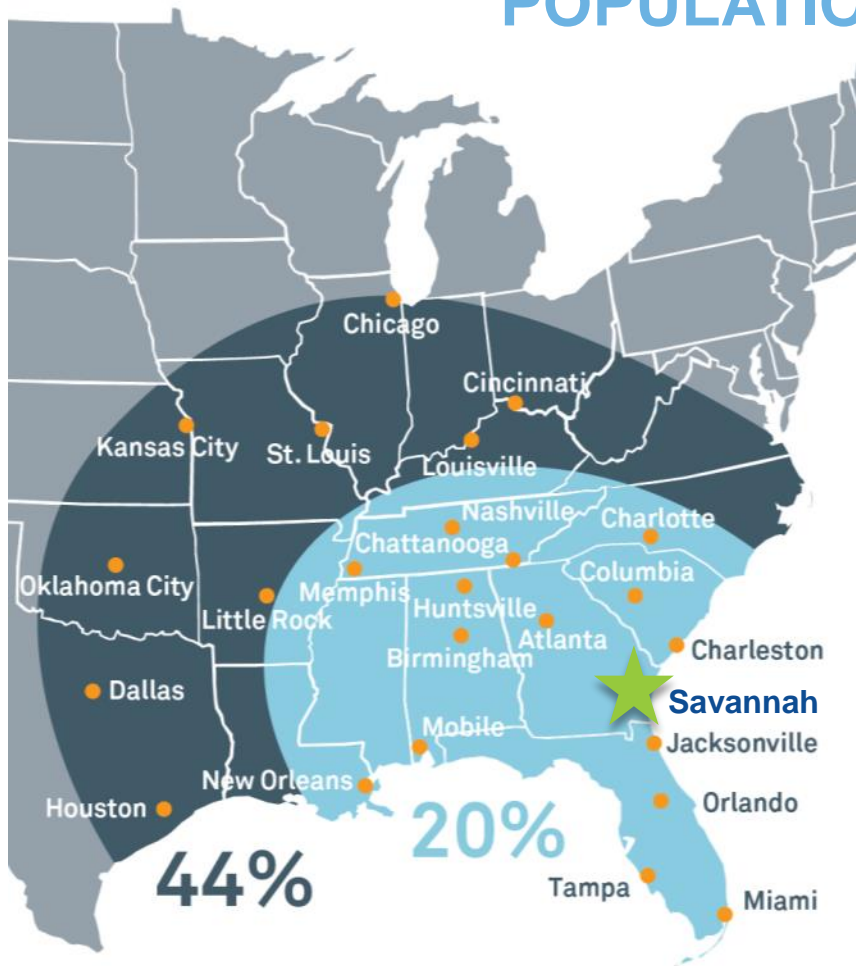 POPULATIO
Chicago
Cincinnati
Kansas City
St. Louis
Louisville
Nashville
Charlotte
Chattanooga
Oklahoma City
Memphis
Columbia
Little Rock
Huntsville
Atlanta
Birmingham
Charleston
Dallas
Savannah
Mobile
Jacksonville
New Orleans
Houston
20%
Orlando
44%
Tampa
Miami